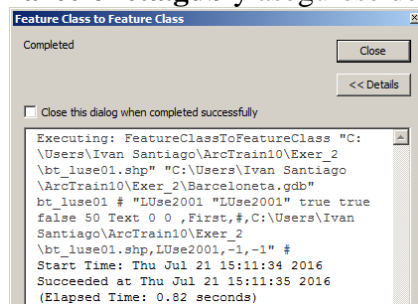 Feature Class to Feature Class
Completed
Close
<< Details
Close this dialog when completed successfully
Executing: FeatureClassToFeatureClass "C:
\Users\Ivan Santiago\ArcTrain10\Exer_2
\bt_luse01.shp" "C:\Users\Ivan Santiago
\ArcTrain10\Exer_2\Barceloneta.gdb"
bt_luse01 # "LUse2001 "LUse2001" true true
false 50 Text 0 0 ,First,#,C:\Users\Ivan
Santiago\ArcTrain10\Exer_2
\bt_luse01.shp,LUse2001,-1,-1" #
Start Time: Thu Jul 21 15:11:34 2016
Succeeded at Thu Jul 21 15:11:35 2016
(Elapsed Time: 0.82 seconds)